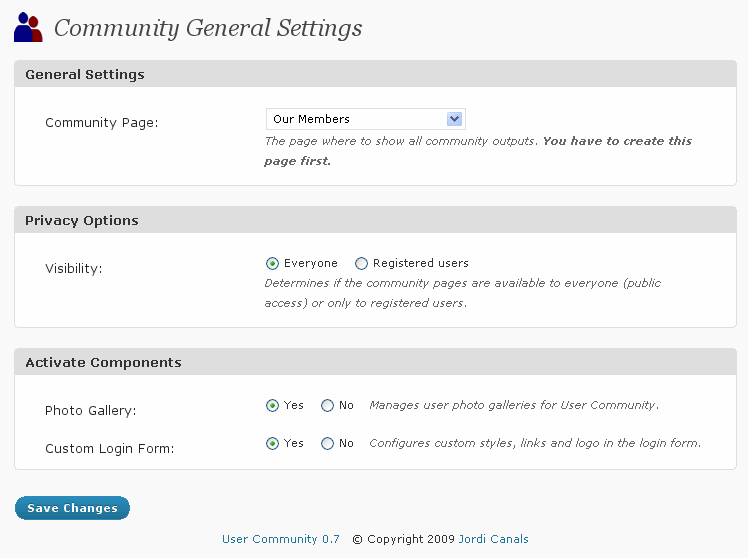 Community General Settings
General Settings
Community Page:
Our Members
The page where to show all community outputs. You have to create this
page first.
Privacy Options
Visibility:
Everyone Registered users
Determines if the community pages are available to everyone (public
access) or only to registered users.
Activate Components
Photo Gallery:
Yes No Manages user photo galleries for User Community.
Custom Login Form:
Yes No Configures custom styles, links and logo in the login form.
Save Changes
User Community 0.7 © Copyright 2009 Jordi Canals